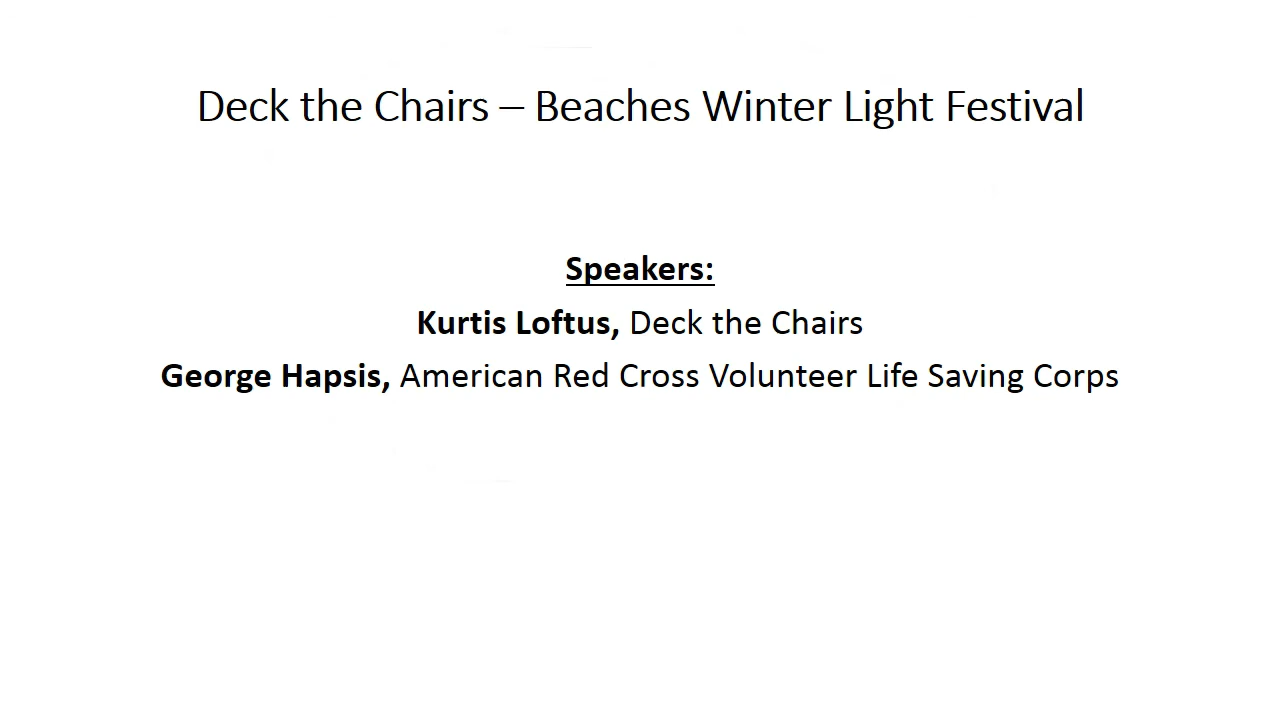 Deck the Chairs – Beaches Winter Light Festival
Speakers:
Kurtis Loftus, Deck the Chairs
George Hapsis, American Red Cross Volunteer Life Saving Corps